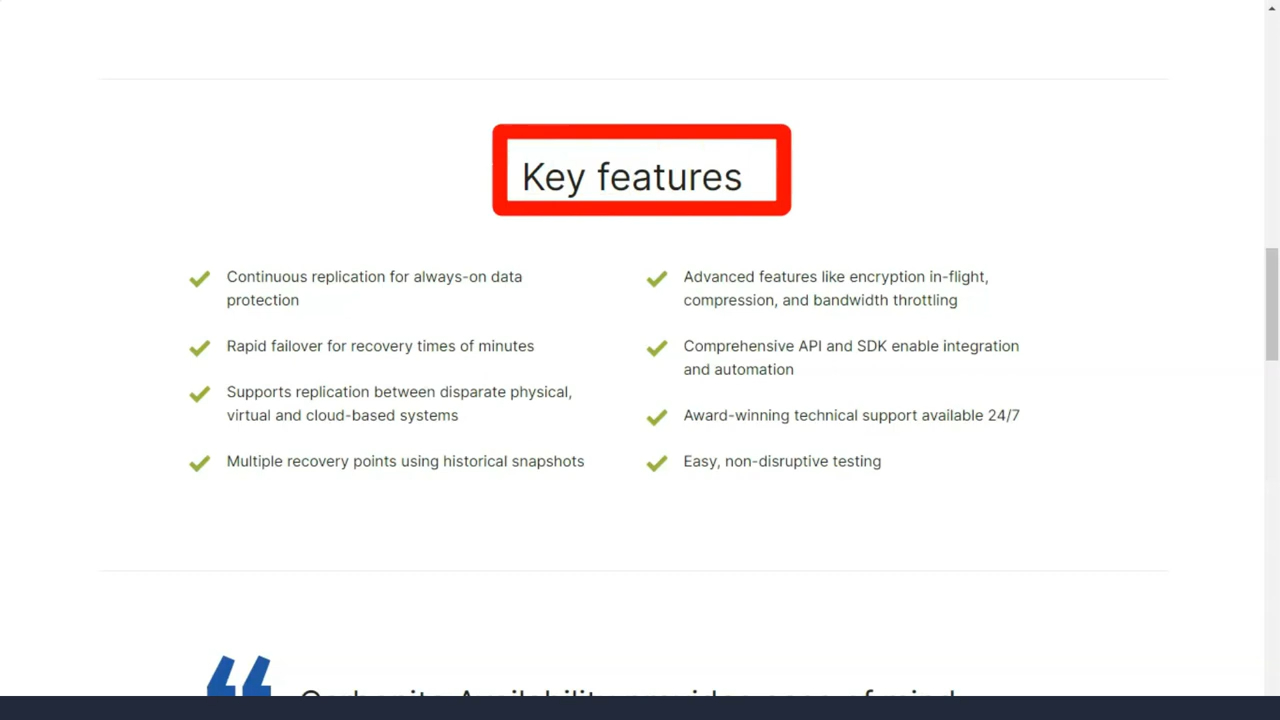 Key features
Continuous replication for always-on data
protection
Rapid failover for recovery times of minutes
Supports replication between disparate physical,
virtual and cloud-based systems
Multiple recovery points using historical snapshots
Advanced features like encryption in-flight,
compression, and bandwidth throttling
Comprehensive API and SDK enable integration
and automation
Award-winning technical support available 24/7
Easy, non-disruptive testing